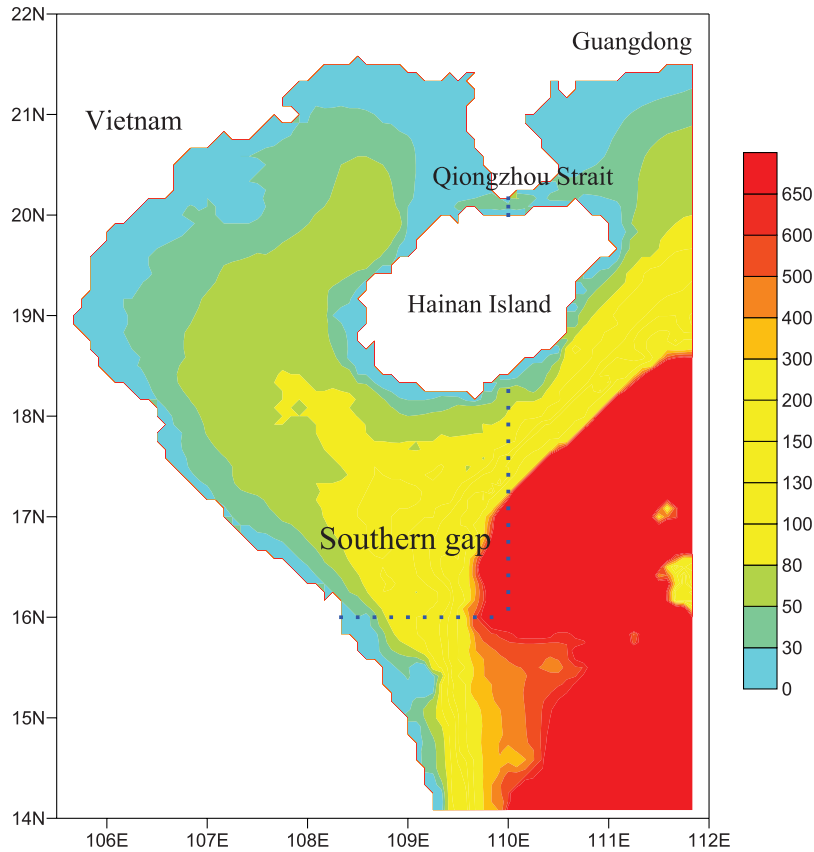 22N
Guangdong
21N
Vietnam
Qiongzhou Strait
20N
19N
Hainan Island
18N
17N
Southern gap
16N
15N
14N
106E
107E
108E
109E
110E
111E
112E
650
600
500
400
300
200
150
130
100
80
50
30
0